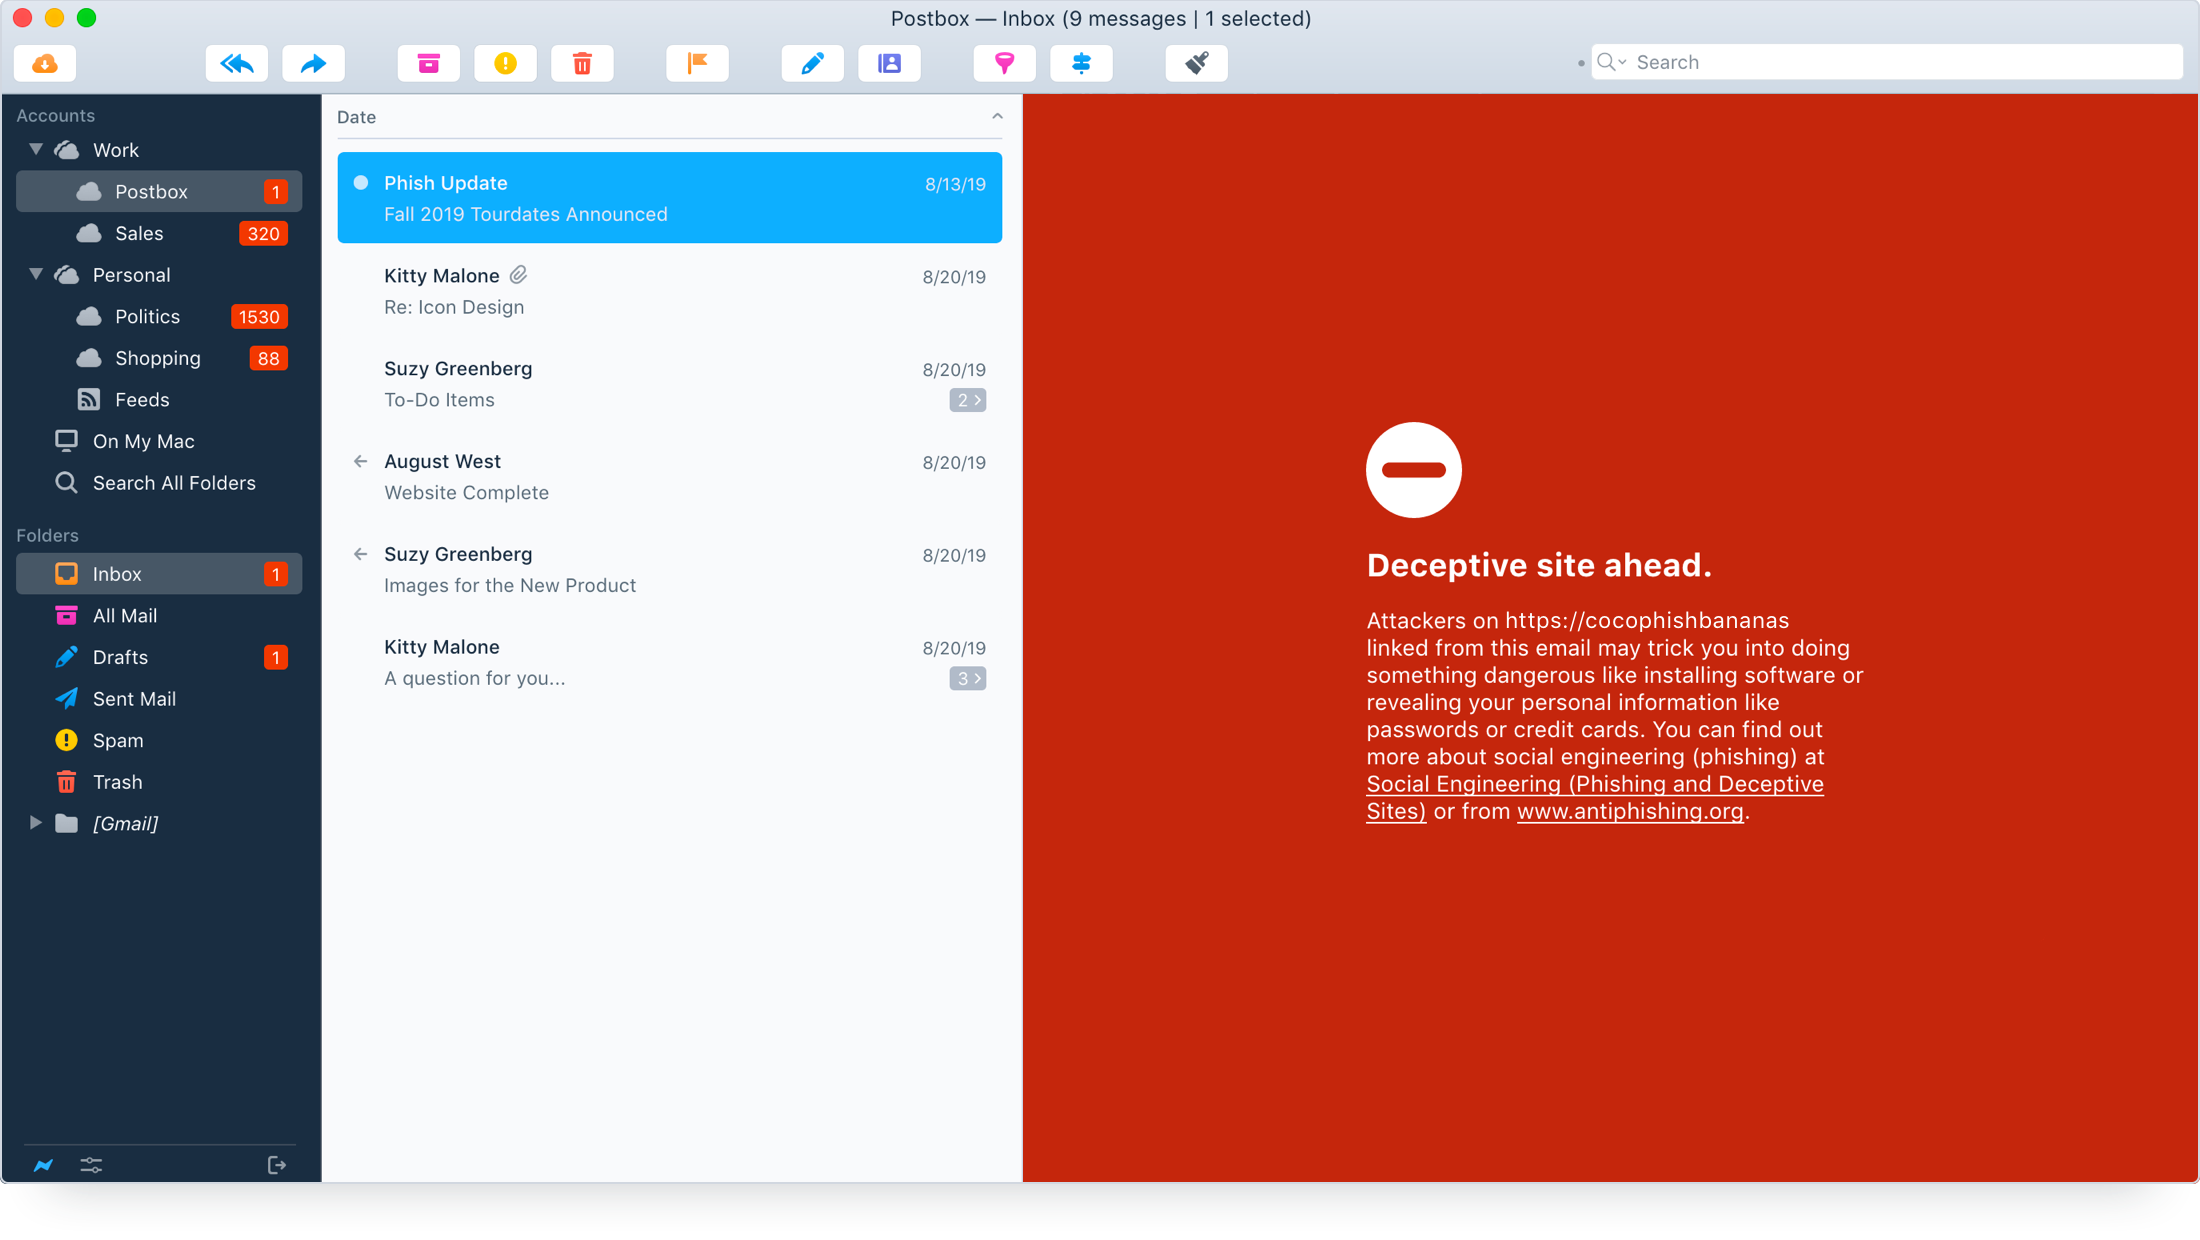 Postbox — Inbox (9 messages | 1 selected)
Search
Accounts
Work
Postbox 1
Sales 320
Personal
Politics 1530
Shopping 88
Feeds
On My Mac
Search All Folders
Folders
Inbox 1
All Mail
Drafts 1
Sent Mail
Spam
Trash
[Gmail]
Date
Phish Update 8/13/19
Fall 2019 Tourdates Announced
Kitty Malone 8/20/19
Re: Icon Design
Suzy Greenberg 8/20/19
To-Do Items 2 >
August West 8/20/19
Website Complete
Suzy Greenberg 8/20/19
Images for the New Product
Kitty Malone 8/20/19
A question for you... 3 >
Deceptive site ahead.
Attackers on https://cocophishbananas
linked from this email may trick you into doing
something dangerous like installing software or
revealing your personal information like
passwords or credit cards. You can find out
more about social engineering (phishing) at
Social Engineering (Phishing and Deceptive
Sites) or from www.antiphishing.org.